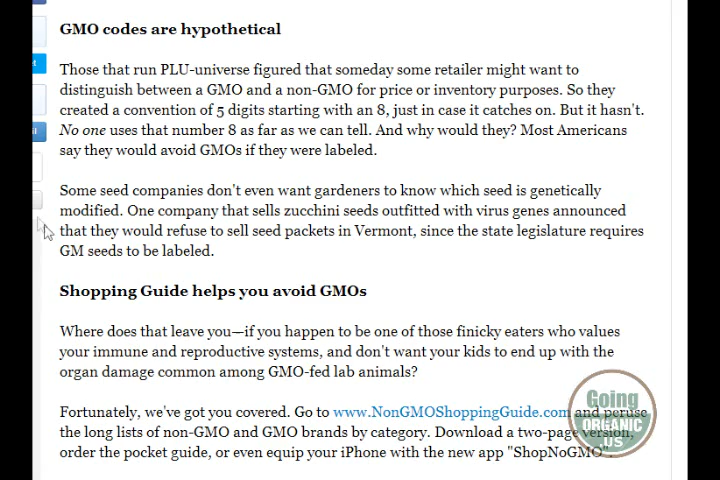 GMO codes are hypothetical
Those that run PLU-universe figured that someday some retailer might want to
distinguish between a GMO and a non-GMO for price or inventory purposes. So they
created a convention of 5 digits starting with an 8, just in case it catches on. But it hasn't.
No one uses that number 8 as far as we can tell. And why would they? Most Americans
say they would avoid GMOs if they were labeled.
Some seed companies don't even want gardeners to know which seed is genetically
modified. One company that sells zucchini seeds outfitted with virus genes announced
that they would refuse to sell seed packets in Vermont, since the state legislature requires
GM seeds to be labeled.
Shopping Guide helps you avoid GMOs
Where does that leave you—if you happen to be one of those finicky eaters who values
your immune and reproductive systems, and don't want your kids to end up with the
organ damage common among GMO-fed lab animals?
Fortunately, we've got you covered. Go to www.NonGMOShoppingGuide.com and peruse
the long lists of non-GMO and GMO brands by category. Download a two-page version,
order the pocket guide, or even equip your iPhone with the new app "ShopNoGMO".
Going
ORGANIC
US